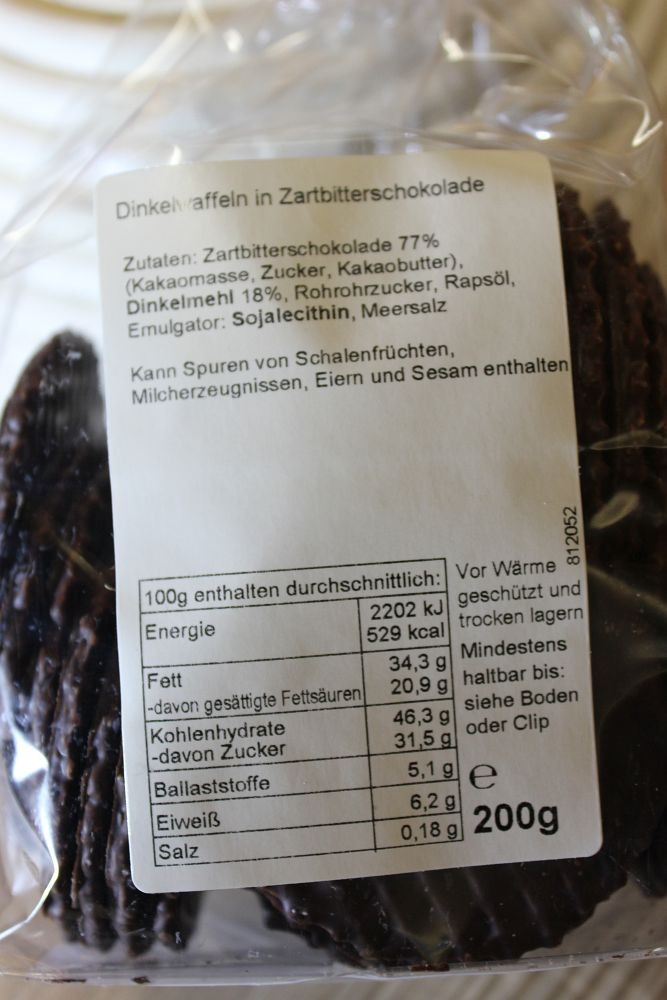 Dinkelwaffeln in Zartbitterschokolade
Zutaten: Zartbitterschokolade 77%
(Kakaomasse, Zucker, Kakaobutter),
Dinkelmehl 18%, Rohrohrzucker, Rapsöl,
Emulgator: Sojalecithin, Meersalz
Kann Spuren von Schalenfrüchten,
Milcherzeugnissen, Eiern und Sesam enthalten
100g enthalten durchschnittlich:
Energie 2202 kJ
529 kcal
Fett 34,3 g
-davon gesättigte Fettsäuren 20,9 g
Kohlenhydrate 46,3 g
-davon Zucker 31,5 g
Ballaststoffe 5,1 g
Eiweiß 6,2 g
Salz 0,18 g
Vor Wärme
geschützt und
trocken lagern
Mindestens
haltbar bis:
siehe Boden
oder Clip
℮
200g
812052